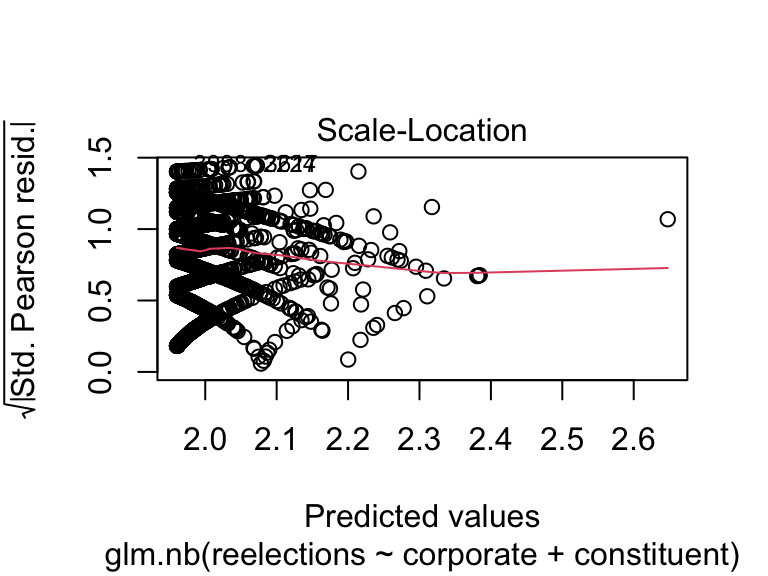 Scale-Location
√|Std. Pearson resid.|
1.5
1.0
0.5
0.0
2.0 2.1 2.2 2.3 2.4 2.5 2.6
Predicted values
glm.nb(reelections ~ corporate + constituent)